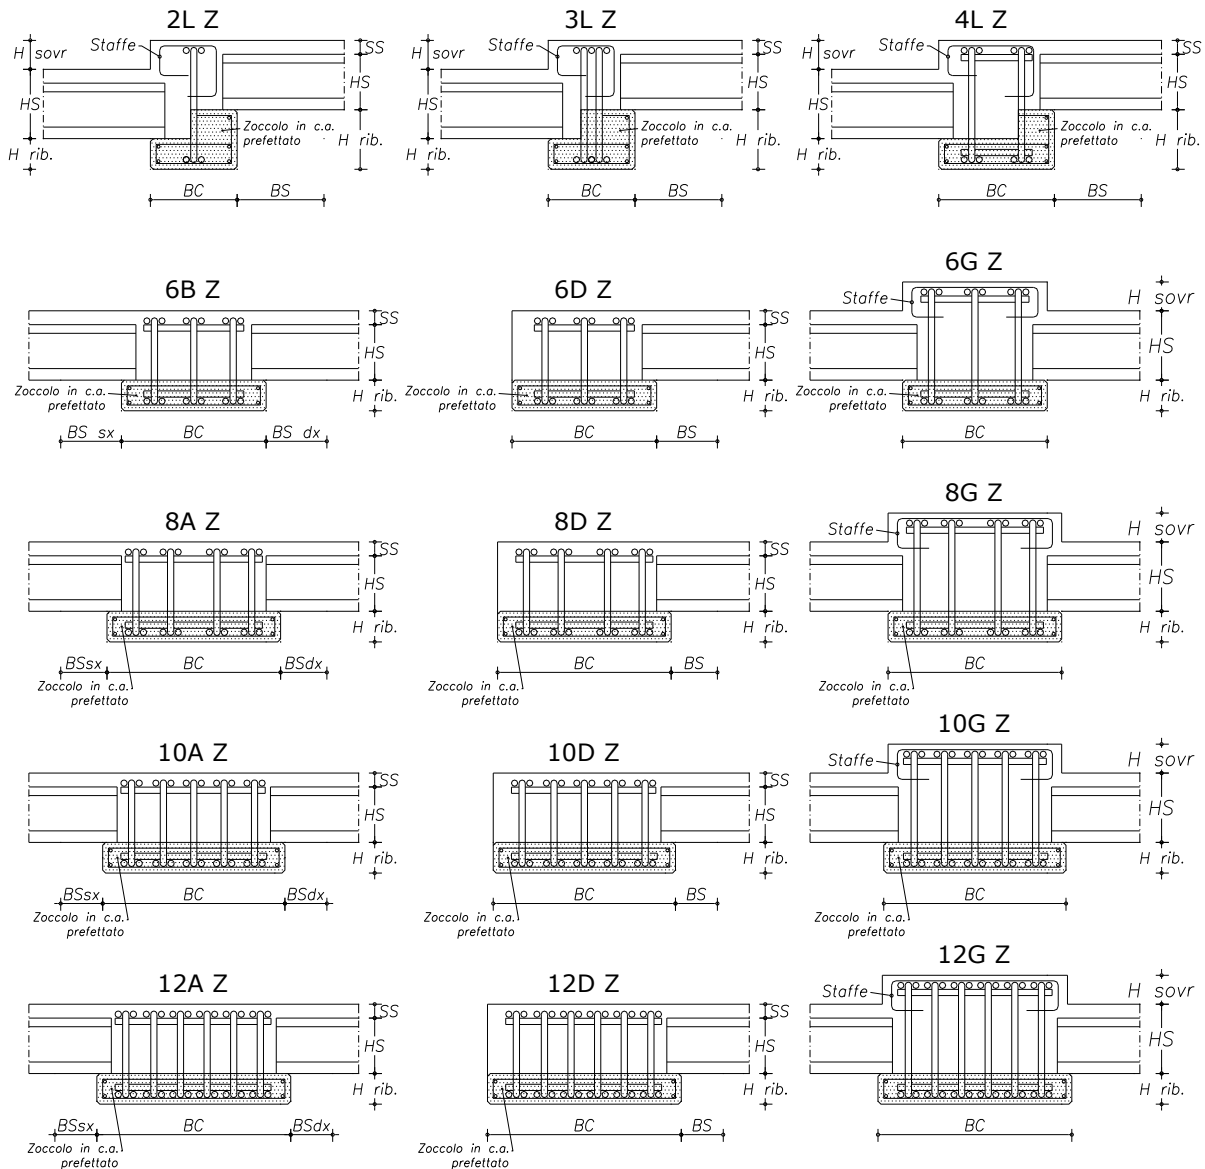 2L Z
H sovr
Staffe
SS
HS
HS
Zoccolo in c.a.
prefettato
H rib.
H rib.
BC
BS
3L Z
H sovr
Staffe
SS
HS
HS
Zoccolo in c.a.
prefettato
H rib.
H rib.
BC
BS
4L Z
H sovr
Staffe
SS
HS
HS
Zoccolo in c.a.
prefettato
H rib.
H rib.
BC
BS
6B Z
SS
HS
Zoccolo in c.a.
prefettato
H rib.
BS sx
BC
BS dx
6D Z
SS
HS
Zoccolo in c.a.
prefettato
H rib.
BC
BS
6G Z
Staffe
H sovr
HS
Zoccolo in c.a.
prefettato
H rib.
BC
8A Z
SS
HS
H rib.
BSsx
BC
BSdx
Zoccolo in c.a.
prefettato
8D Z
SS
HS
H rib.
BC
BS
Zoccolo in c.a.
prefettato
8G Z
Staffe
H sovr
HS
H rib.
BC
Zoccolo in c.a.
prefettato
10A Z
SS
HS
H rib.
BSsx
BC
BSdx
Zoccolo in c.a.
prefettato
10D Z
SS
HS
H rib.
BC
BS
Zoccolo in c.a.
prefettato
10G Z
Staffe
H sovr
HS
H rib.
BC
Zoccolo in c.a.
prefettato
12A Z
SS
HS
H rib.
BSsx
BC
BSdx
Zoccolo in c.a.
prefettato
12D Z
SS
HS
H rib.
BC
BS
Zoccolo in c.a.
prefettato
12G Z
Staffe
H sovr
HS
H rib.
BC
Zoccolo in c.a.
prefettato